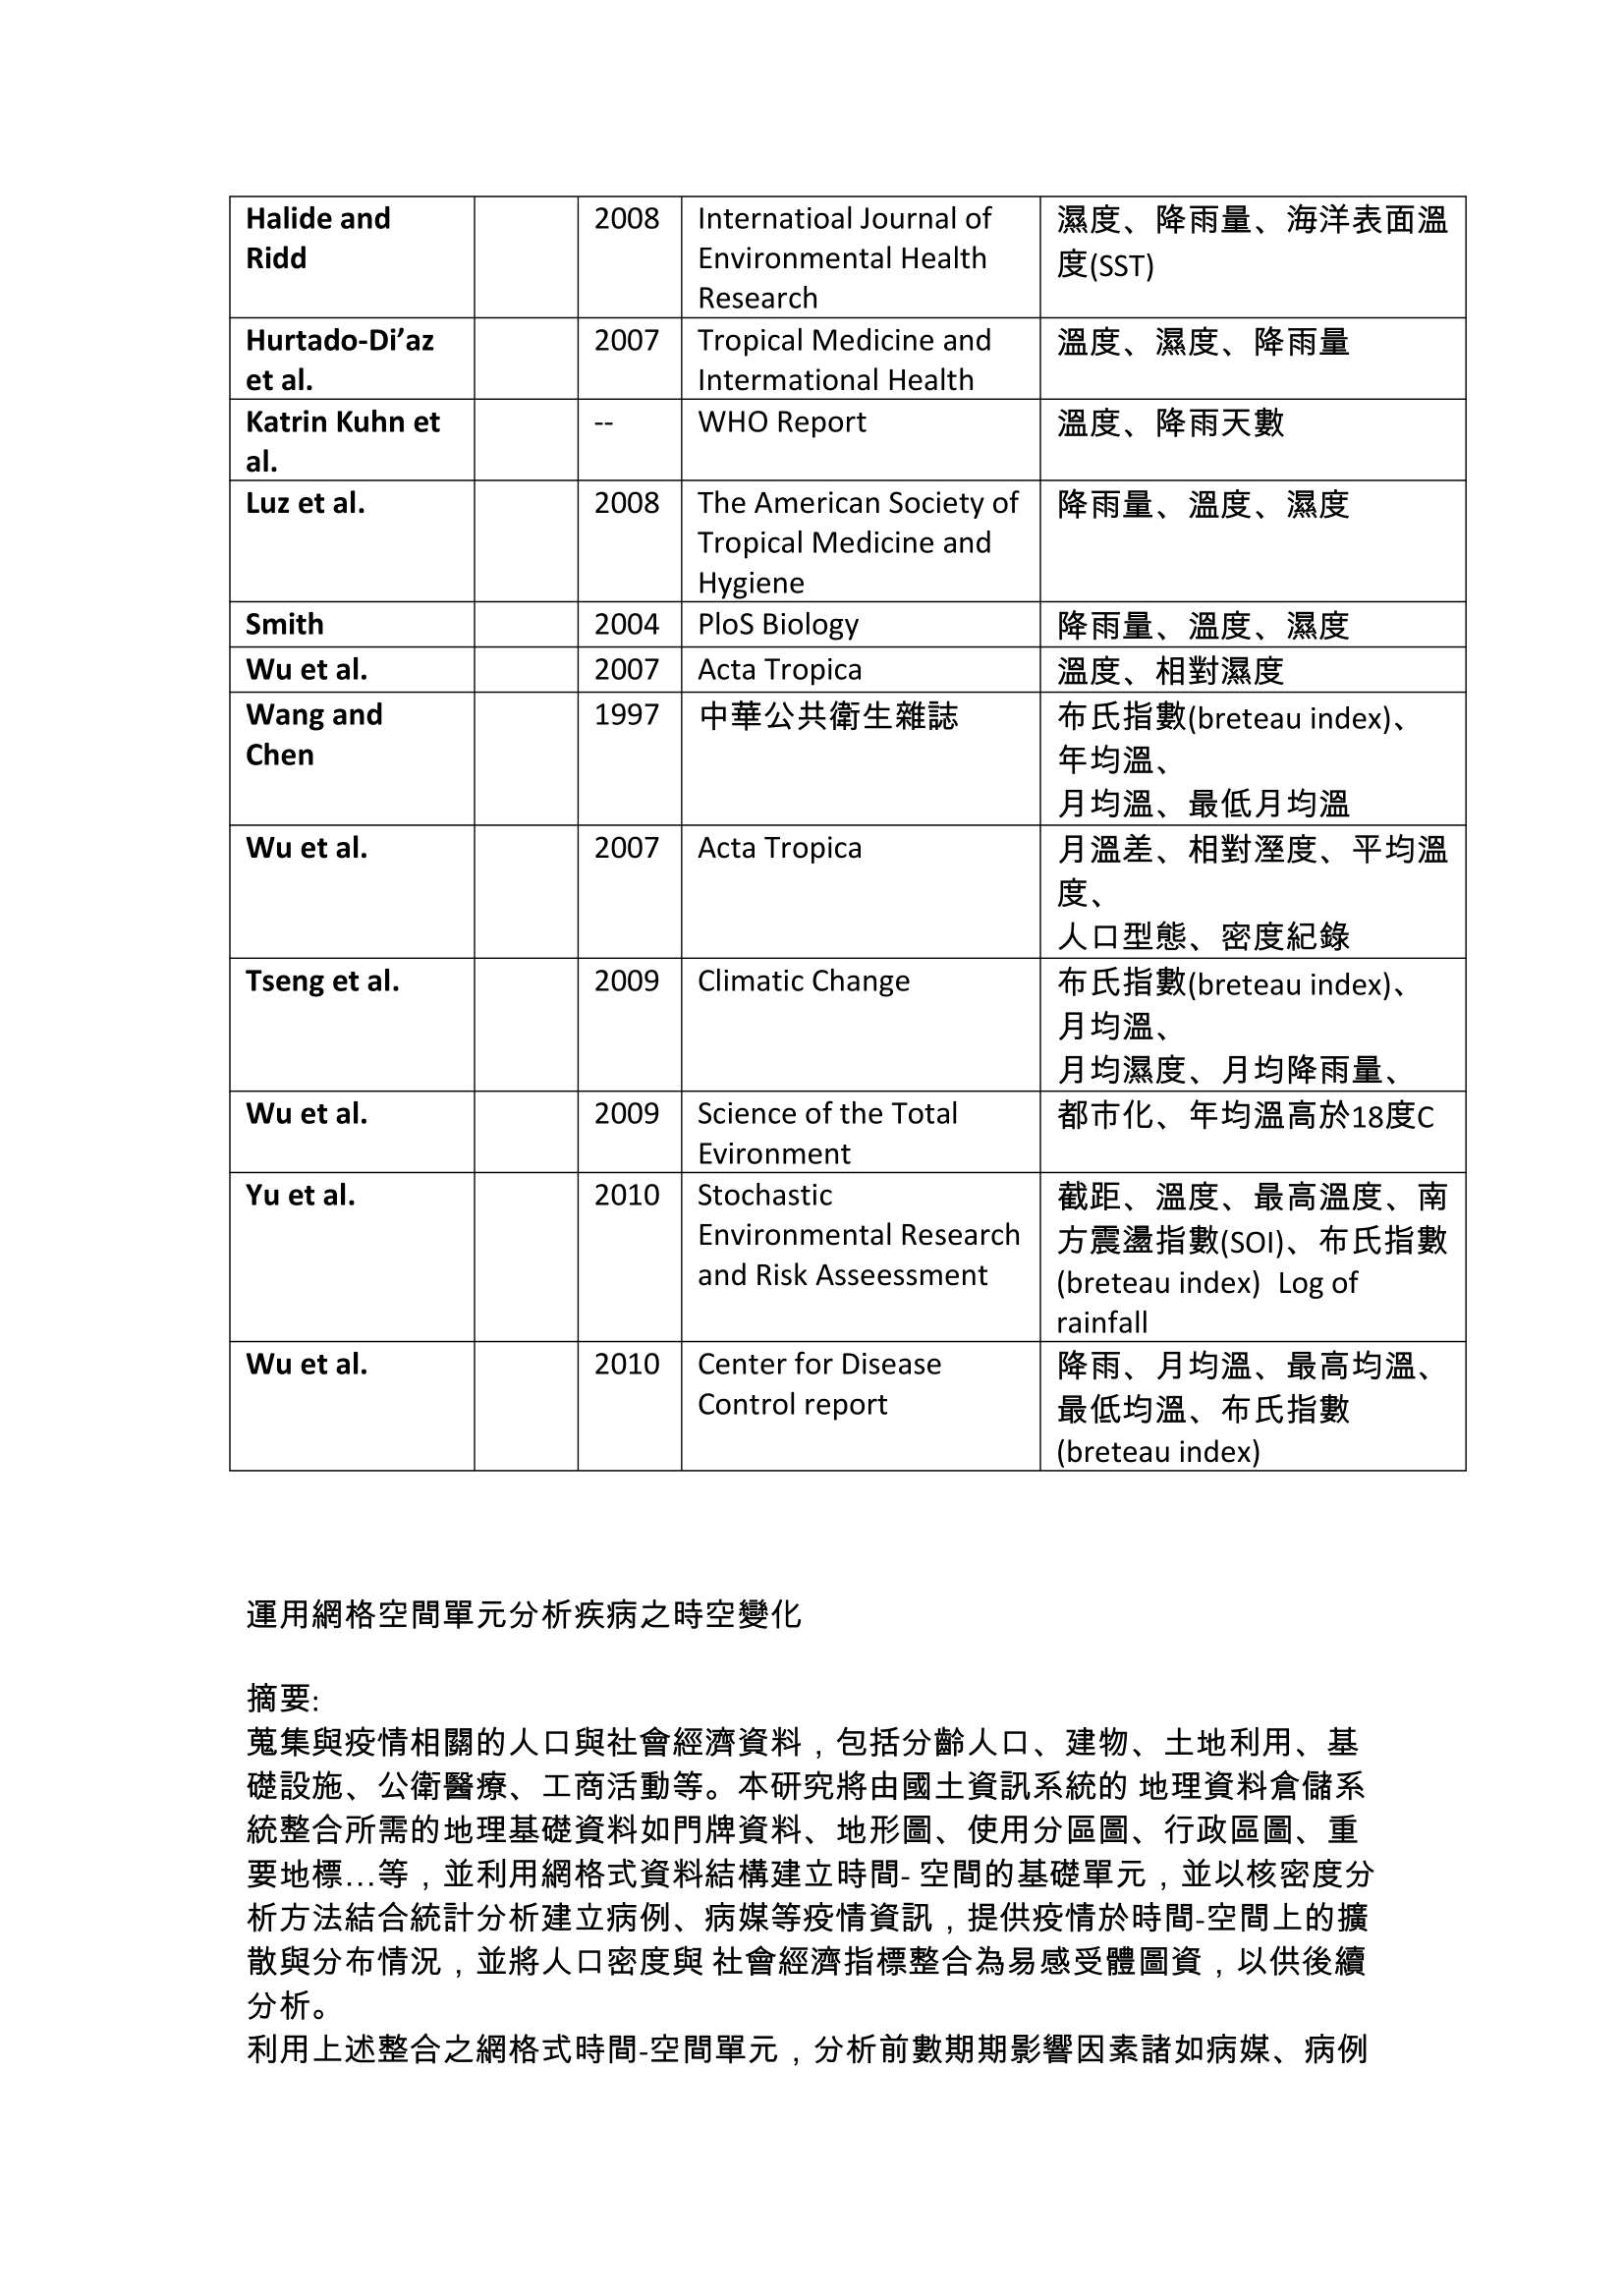 Halide and
Ridd
2008
Internatioal Journal of
Environmental Health
Research
濕度、降雨量、海洋表面溫
度(SST)
Hurtado-Di’az
et al.
2007
Tropical Medicine and
Intermational Health
溫度、濕度、降雨量
Katrin Kuhn et
al.
--
WHO Report
溫度、降雨天數
Luz et al.
2008
The American Society of
Tropical Medicine and
Hygiene
降雨量、溫度、濕度
Smith
2004
PloS Biology
降雨量、溫度、濕度
Wu et al.
2007
Acta Tropica
溫度、相對濕度
Wang and
Chen
1997
中華公共衛生雜誌
布氏指數(breteau index)、
年均溫、
月均溫、最低月均溫
Wu et al.
2007
Acta Tropica
月溫差、相對溼度、平均溫
度、
人口型態、密度紀錄
Tseng et al.
2009
Climatic Change
布氏指數(breteau index)、
月均溫、
月均濕度、月均降雨量、
Wu et al.
2009
Science of the Total
Evironment
都市化、年均溫高於18度C
Yu et al.
2010
Stochastic
Environmental Research
and Risk Asseessment
截距、溫度、最高溫度、南
方震盪指數(SOI)、布氏指數
(breteau index)  Log of
rainfall
Wu et al.
2010
Center for Disease
Control report
降雨、月均溫、最高均溫、
最低均溫、布氏指數
(breteau index)
運用網格空間單元分析疾病之時空變化
摘要:
蒐集與疫情相關的人口與社會經濟資料，包括分齡人口、建物、土地利用、基
礎設施、公衛醫療、工商活動等。本研究將由國土資訊系統的 地理資料倉儲系
統整合所需的地理基礎資料如門牌資料、地形圖、使用分區圖、行政區圖、重
要地標…等，並利用網格式資料結構建立時間- 空間的基礎單元，並以核密度分
析方法結合統計分析建立病例、病媒等疫情資訊，提供疫情於時間-空間上的擴
散與分布情況，並將人口密度與 社會經濟指標整合為易感受體圖資，以供後續
分析。
利用上述整合之網格式時間-空間單元，分析前數期期影響因素諸如病媒、病例